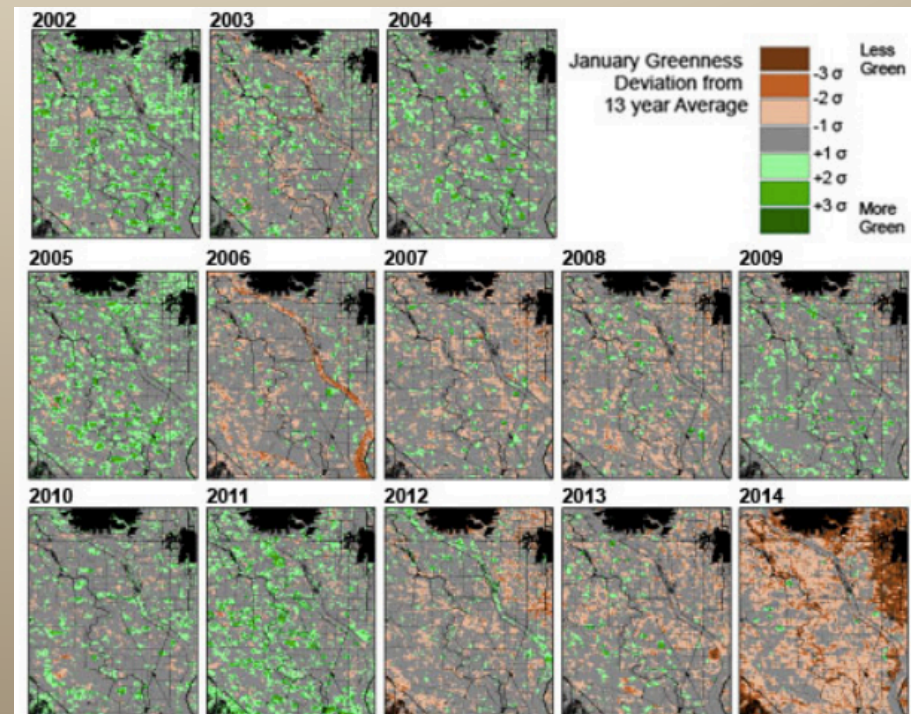 2002
2003
2004
January Greenness
Deviation from
13 year Average
Less
Green
-3 σ
-2 σ
-1 σ
+1 σ
+2 σ
+3 σ
More
Green
2005
2006
2007
2008
2009
2010
2011
2012
2013
2014